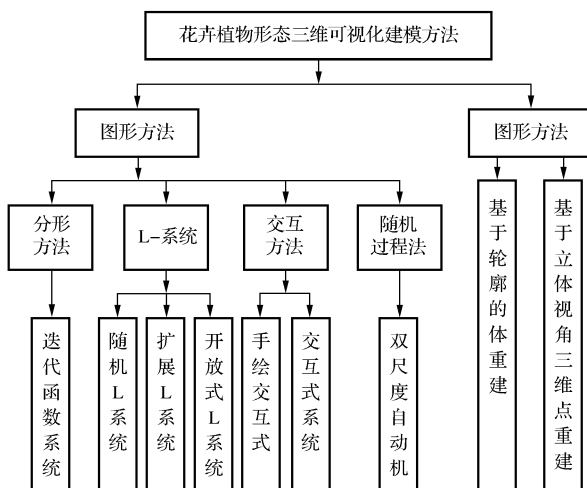 花卉植物形态三维可视化建模方法
图形方法
图形方法
分形
方法
L-系统
交互
方法
随机
过程法
迭代函数系统
随机L系统
扩展L系统
开放式L系统
手绘交互式
交互式系统
双尺度自动机
基于轮廓的体重建
基于立体视角三维点重建